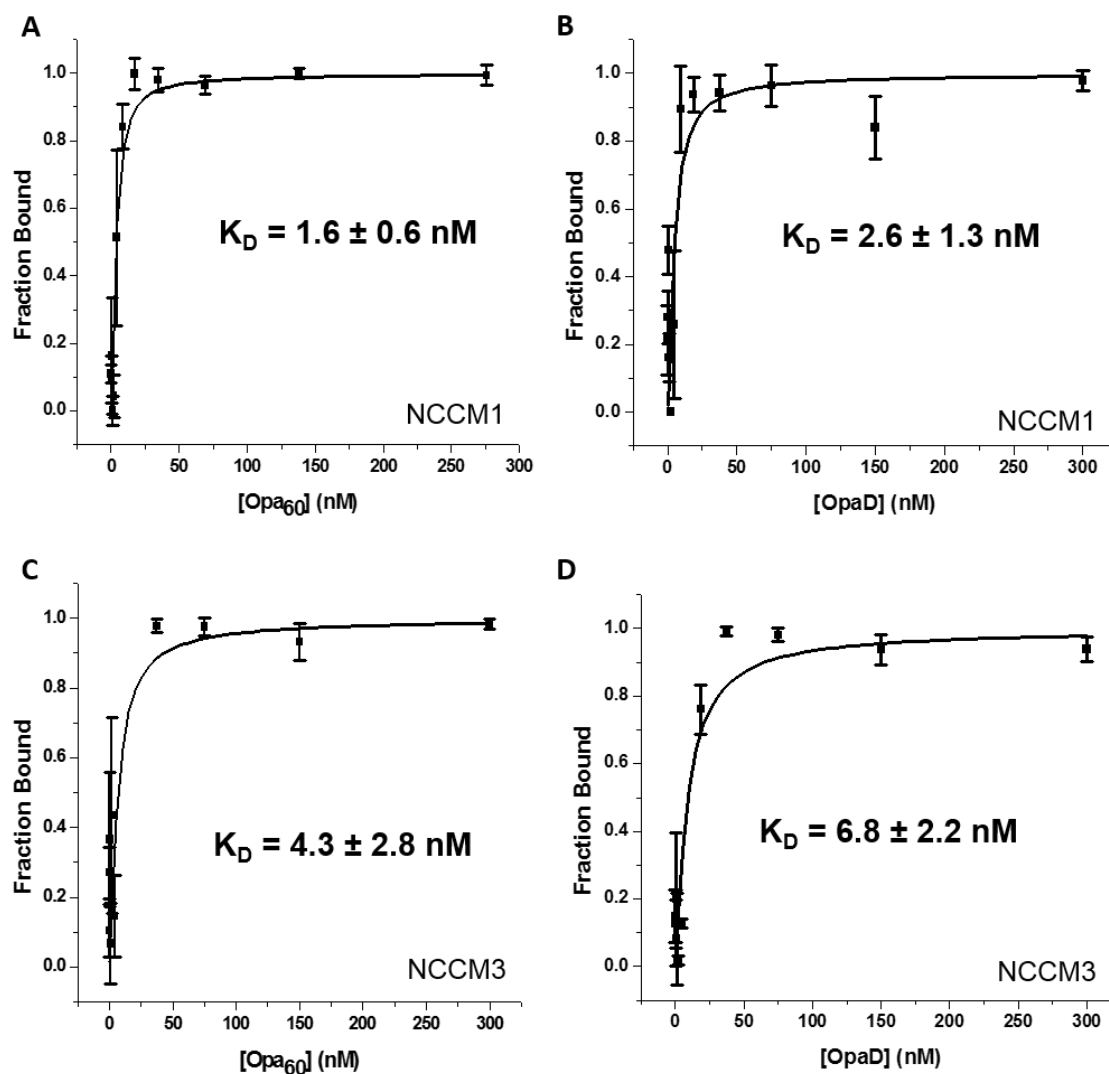 A
Fraction Bound
1.0
0.8
0.6
0.4
0.2
0.0
K_D = 1.6 ± 0.6 nM
NCCM1
0 50 100 150 200 250 300
[Opa₆₀] (nM)
B
Fraction Bound
1.0
0.8
0.6
0.4
0.2
0.0
K_D = 2.6 ± 1.3 nM
NCCM1
0 50 100 150 200 250 300
[OpaD] (nM)
C
Fraction Bound
1.0
0.8
0.6
0.4
0.2
0.0
K_D = 4.3 ± 2.8 nM
NCCM3
0 50 100 150 200 250 300
[Opa₆₀] (nM)
D
Fraction Bound
1.0
0.8
0.6
0.4
0.2
0.0
K_D = 6.8 ± 2.2 nM
NCCM3
0 50 100 150 200 250 300
[OpaD] (nM)